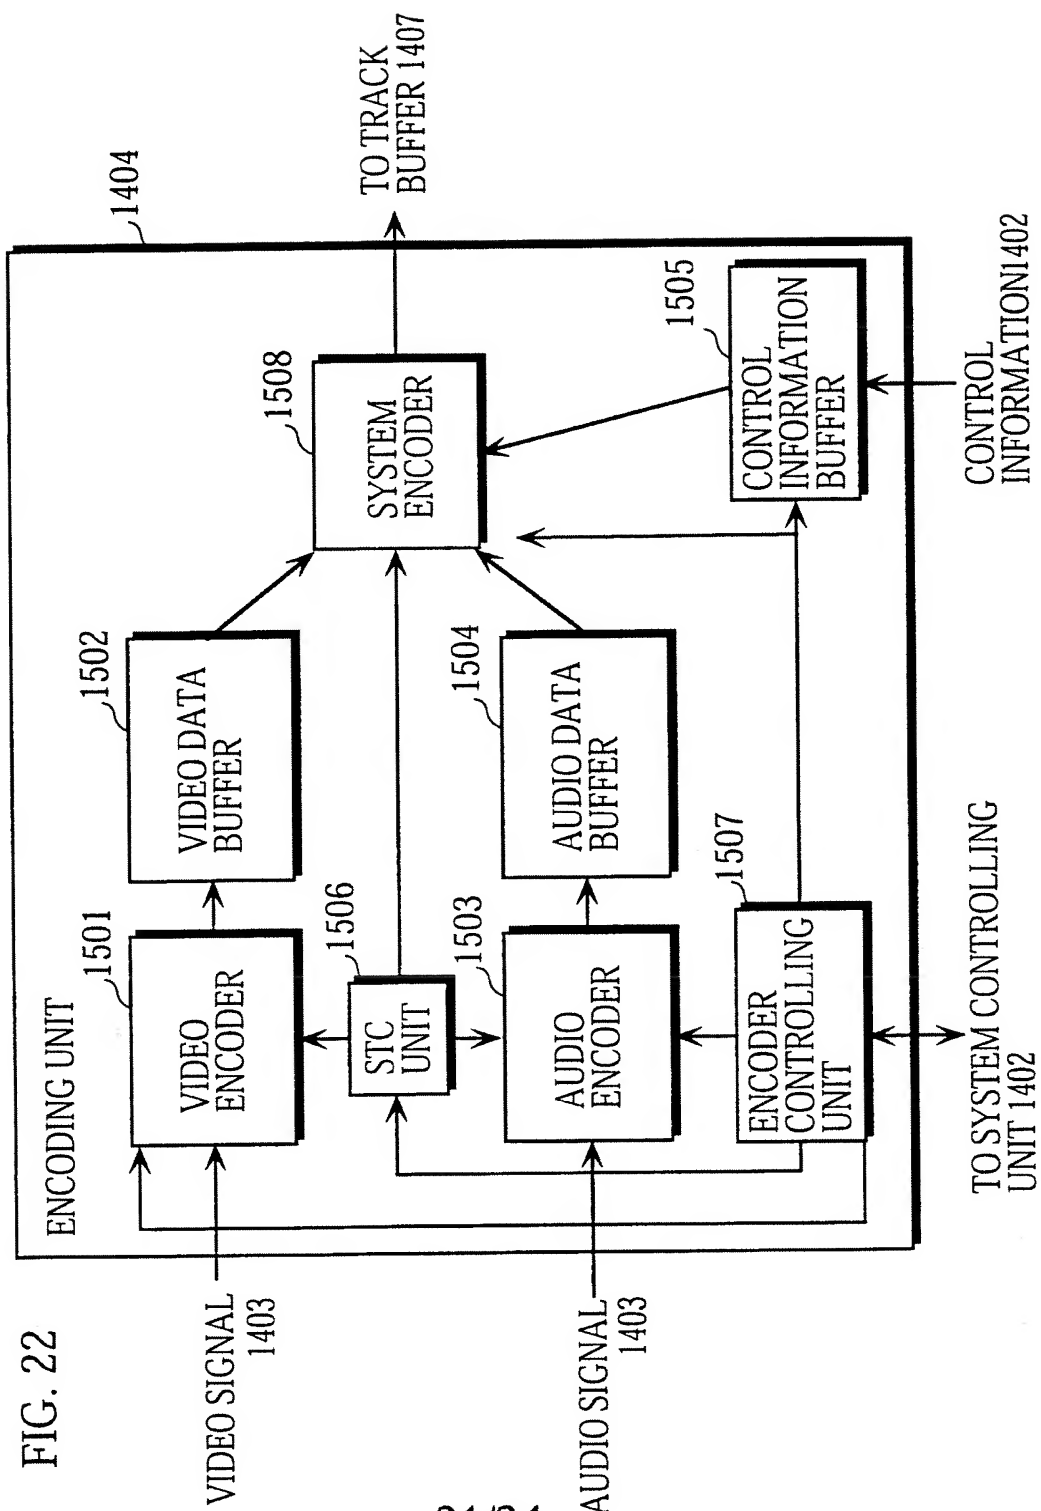 FIG. 22
ENCODING UNIT
1404
VIDEO SIGNAL
1403
1501
VIDEO
ENCODER
1502
VIDEO DATA
BUFFER
1506
STC
UNIT
1508
SYSTEM
ENCODER
TO TRACK
BUFFER 1407
AUDIO SIGNAL
1403
1503
AUDIO
ENCODER
1504
AUDIO DATA
BUFFER
1507
ENCODER
CONTROLLING
UNIT
1505
CONTROL
INFORMATION
BUFFER
TO SYSTEM CONTROLLING
UNIT 1402
CONTROL
INFORMATION1402